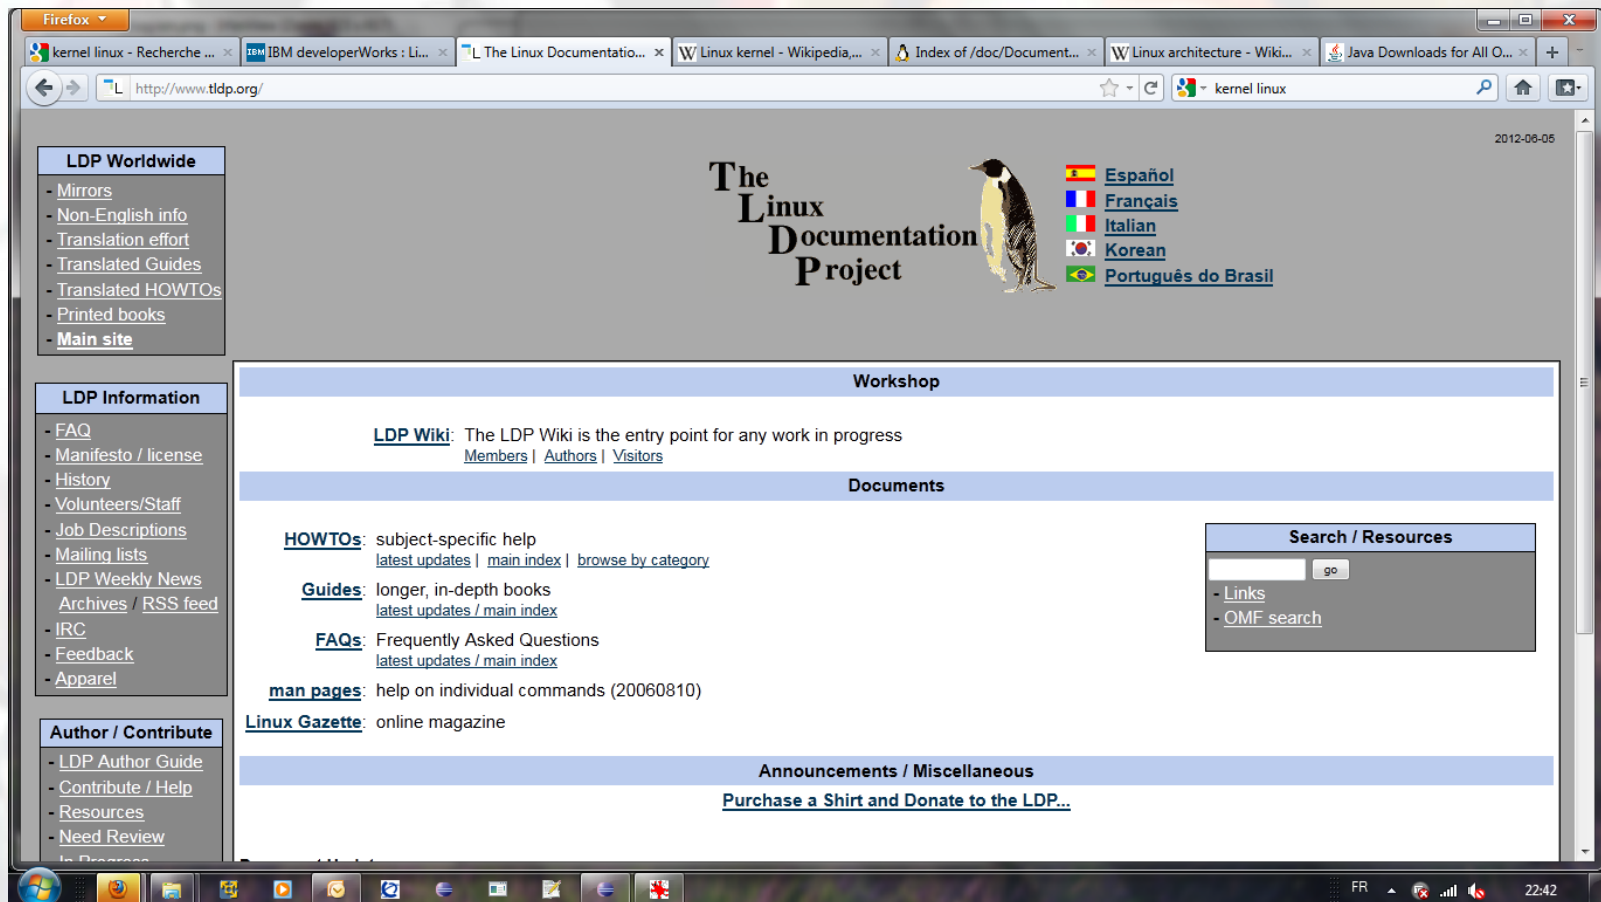 Firefox
kernel linux - Recherche ...
IBM developerWorks : Li...
The Linux Documentatio...
Linux kernel - Wikipedia,...
Index of /doc/Document...
Linux architecture - Wiki...
Java Downloads for All O...
http://www.tldp.org/
kernel linux
2012-06-05
LDP Worldwide
- Mirrors
- Non-English info
- Translation effort
- Translated Guides
- Translated HOWTOs
- Printed books
- Main site
The
Linux
Documentation
Project
Español
Français
Italian
Korean
Português do Brasil
LDP Information
- FAQ
- Manifesto / license
- History
- Volunteers/Staff
- Job Descriptions
- Mailing lists
- LDP Weekly News
Archives / RSS feed
- IRC
- Feedback
- Apparel
Author / Contribute
- LDP Author Guide
- Contribute / Help
- Resources
- Need Review
- In Progress
Workshop
LDP Wiki: The LDP Wiki is the entry point for any work in progress
Members | Authors | Visitors
Documents
HOWTOs: subject-specific help
latest updates | main index | browse by category
Guides: longer, in-depth books
latest updates / main index
FAQs: Frequently Asked Questions
latest updates / main index
man pages: help on individual commands (20060810)
Linux Gazette: online magazine
Search / Resources
go
- Links
- OMF search
Announcements / Miscellaneous
Purchase a Shirt and Donate to the LDP...
FR
22:42